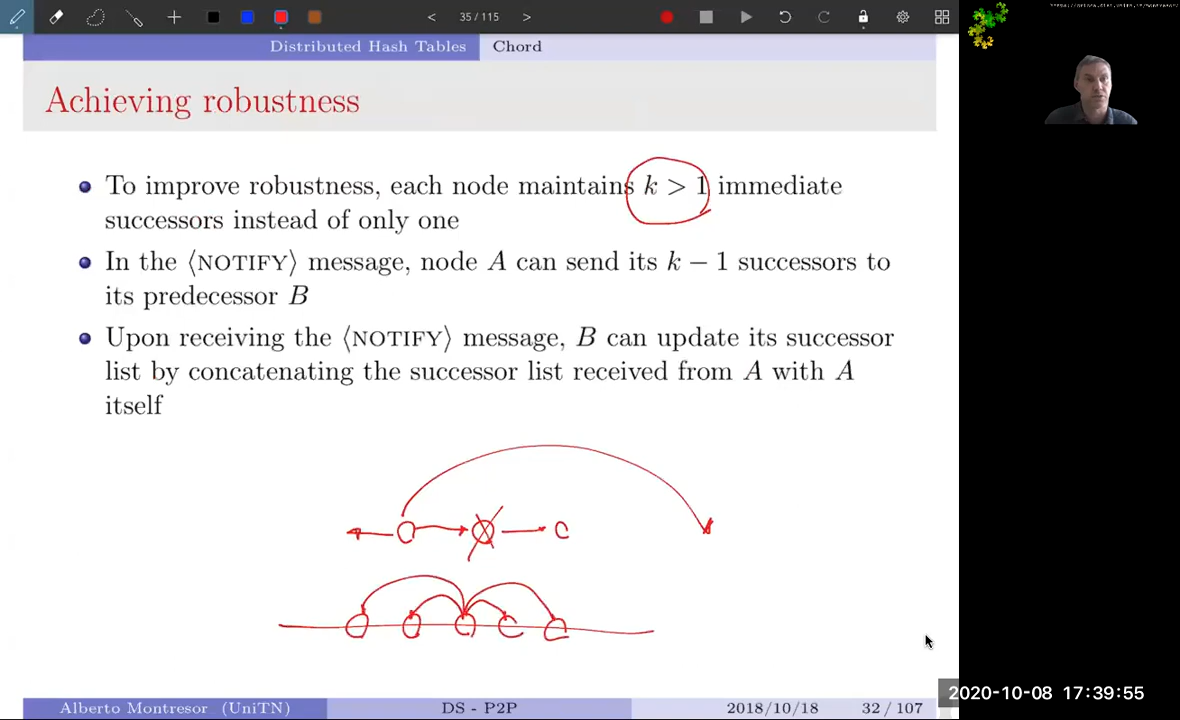 35 / 115
Distributed Hash Tables Chord
Achieving robustness
To improve robustness, each node maintains k > 1 immediate
successors instead of only one
In the ⟨NOTIFY⟩ message, node A can send its k − 1 successors to
its predecessor B
Upon receiving the ⟨NOTIFY⟩ message, B can update its successor
list by concatenating the successor list received from A with A
itself
Alberto Montresor (UniTN) DS - P2P 2018/10/18 32 / 107
2020-10-08 17:39:55